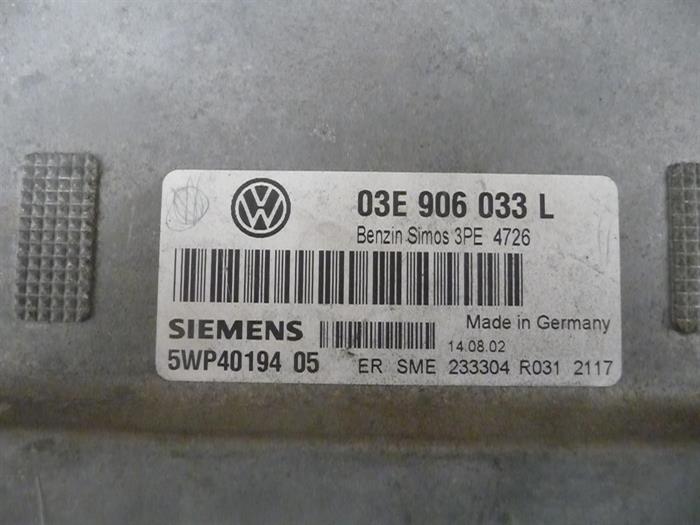 03E 906 033 L
Benzin Simos 3PE 4726
SIEMENS
Made in Germany
14.08.02
5WP40194 05
ER SME 233304 R031 2117